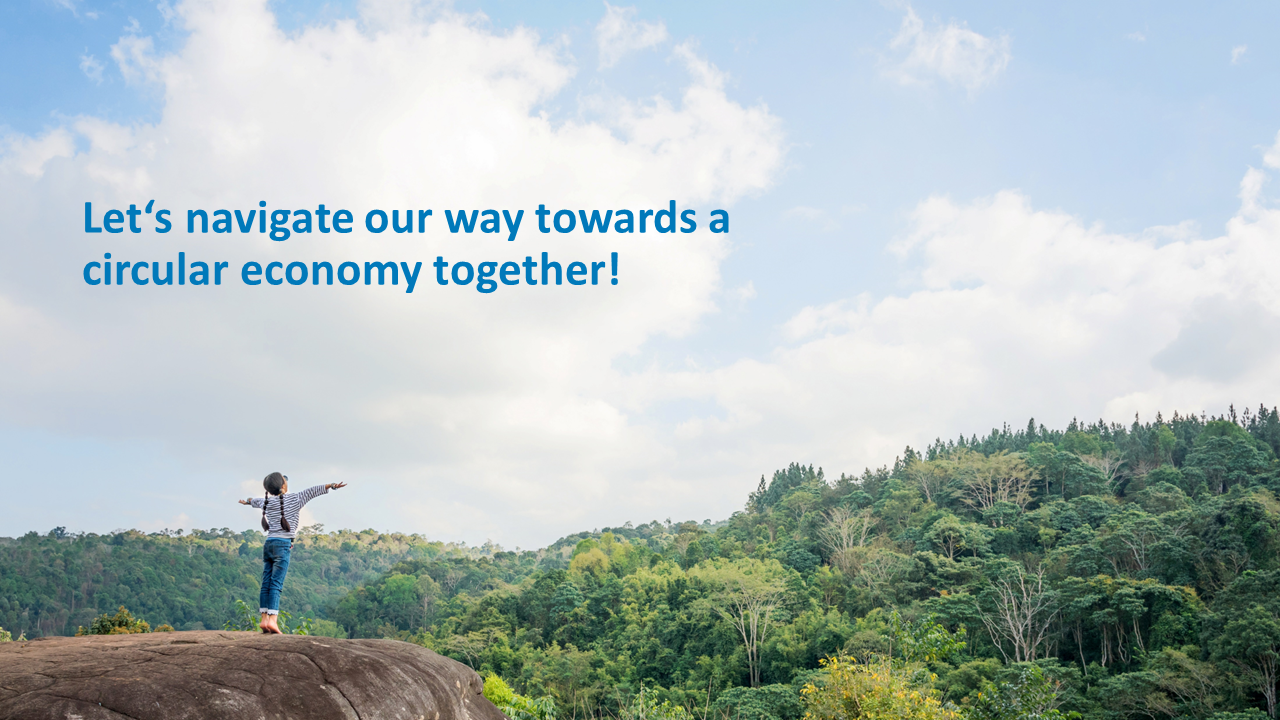 Let‘s navigate our way towards a
circular economy together!